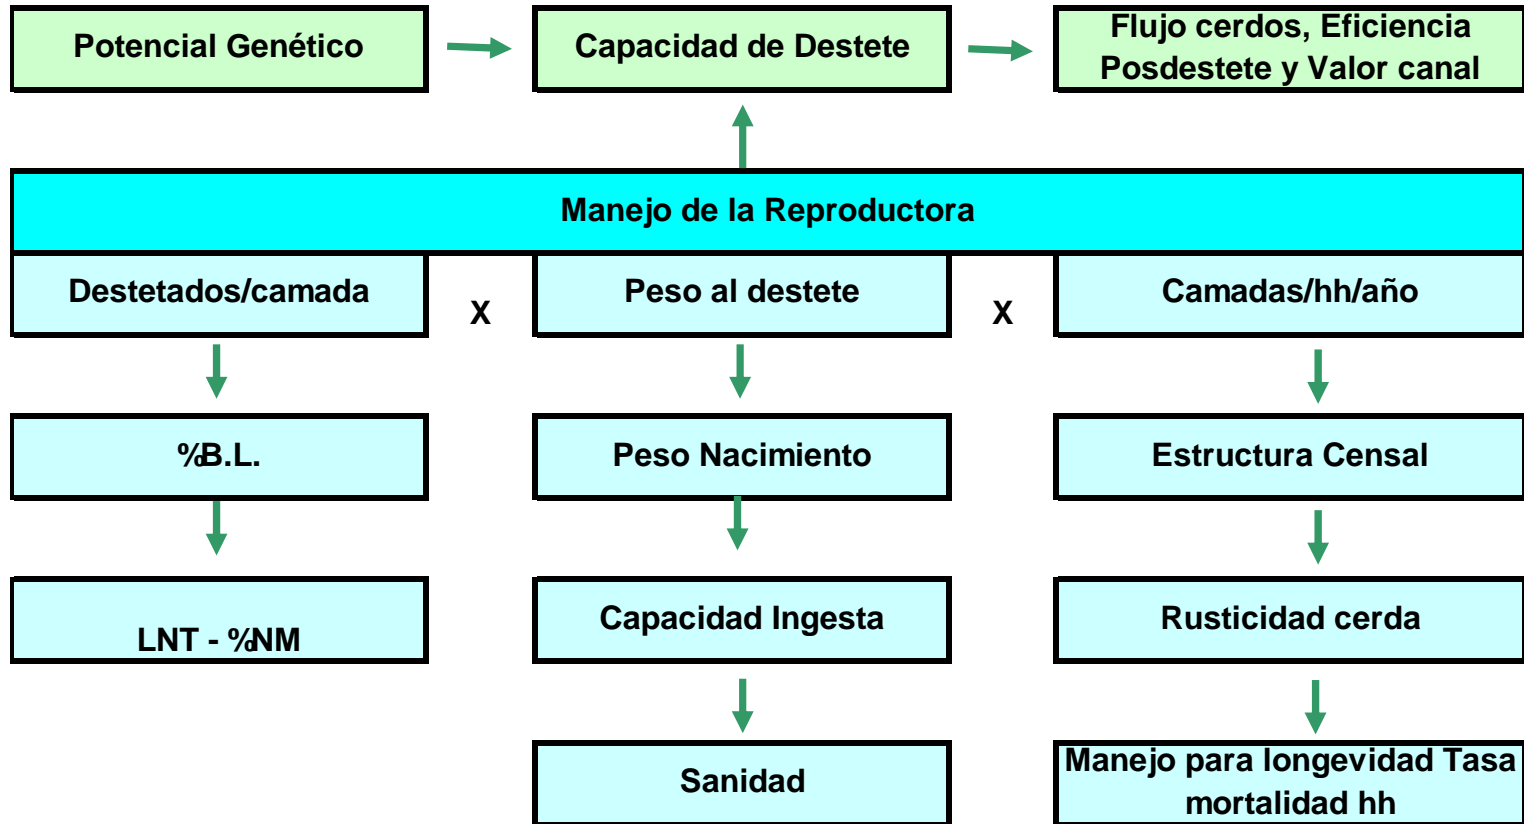 Potencial Genético
Capacidad de Destete
Flujo cerdos, Eficiencia
Posdestete y Valor canal
Manejo de la Reproductora
Destetados/camada
X
Peso al destete
X
Camadas/hh/año
%B.L.
Peso Nacimiento
Estructura Censal
LNT - %NM
Capacidad Ingesta
Rusticidad cerda
Sanidad
Manejo para longevidad Tasa
mortalidad hh